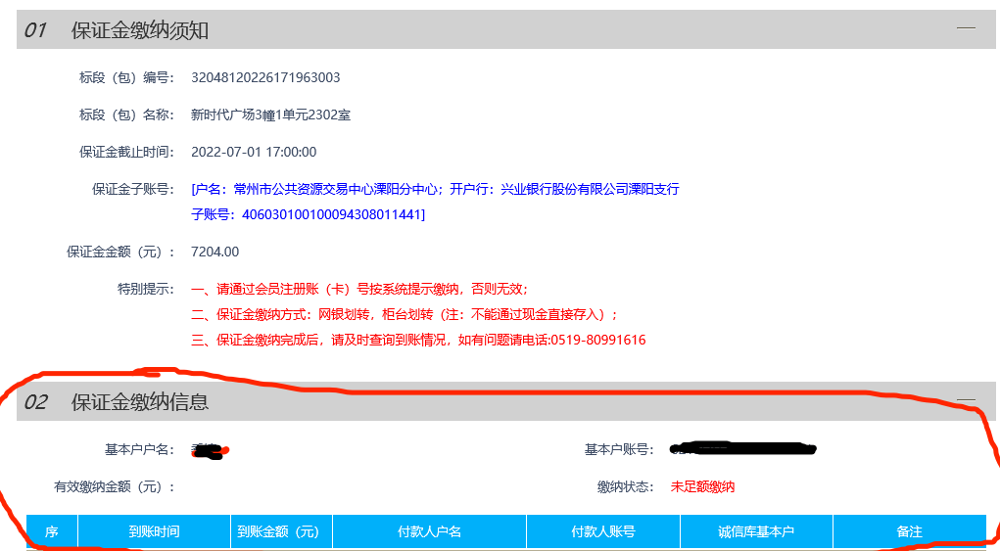 01 保证金缴纳须知
标段（包）编号： 32048120226171963003
标段（包）名称： 新时代广场3幢1单元2302室
保证金截止时间： 2022-07-01 17:00:00
保证金子账号： [户名：常州市公共资源交易中心溧阳分中心；开户行：兴业银行股份有限公司溧阳支行
子账号：406030100100094308011441]
保证金金额（元）： 7204.00
特别提示： 一、请通过会员注册账（卡）号按系统提示缴纳，否则无效；
二、保证金缴纳方式：网银划转，柜台划转（注：不能通过现金直接存入）；
三、保证金缴纳完成后，请及时查询到账情况，如有问题请电话:0519-80991616
02 保证金缴纳信息
基本户户名： 基本户账号：
有效缴纳金额（元）： 缴纳状态： 未足额缴纳
序 到账时间 到账金额（元） 付款人户名 付款人账号 诚信库基本户 备注